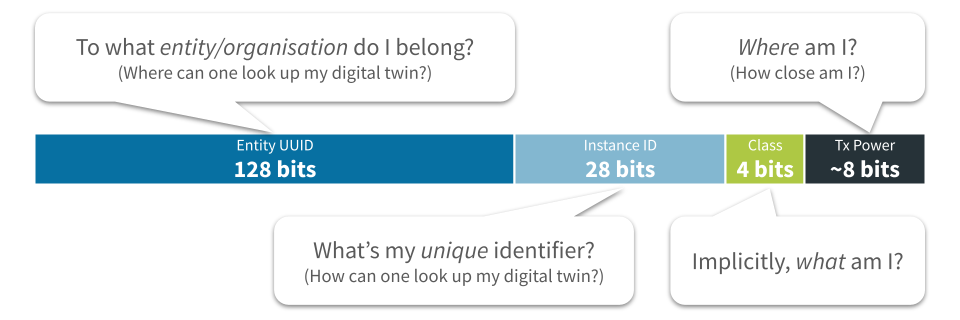 To what entity/organisation do I belong?
(Where can one look up my digital twin?)
Where am I?
(How close am I?)
Entity UUID
128 bits
Instance ID
28 bits
Class
4 bits
Tx Power
~8 bits
What’s my unique identifier?
(How can one look up my digital twin?)
Implicitly, what am I?